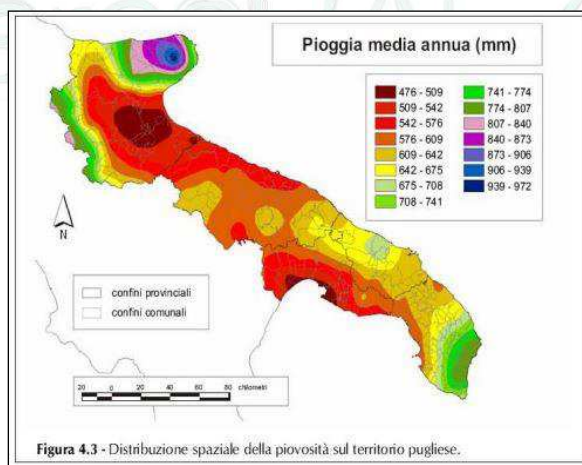 Pioggia media annua (mm)
476 - 509
509 - 542
542 - 576
576 - 609
609 - 642
642 - 675
675 - 708
708 - 741
741 - 774
774 - 807
807 - 840
840 - 873
873 - 906
906 - 939
939 - 972
N
confini provinciali
confini comunali
20 0 20 40 60 80 chilometri
Figura 4.3 - Distribuzione spaziale della piovosità sul territorio pugliese.